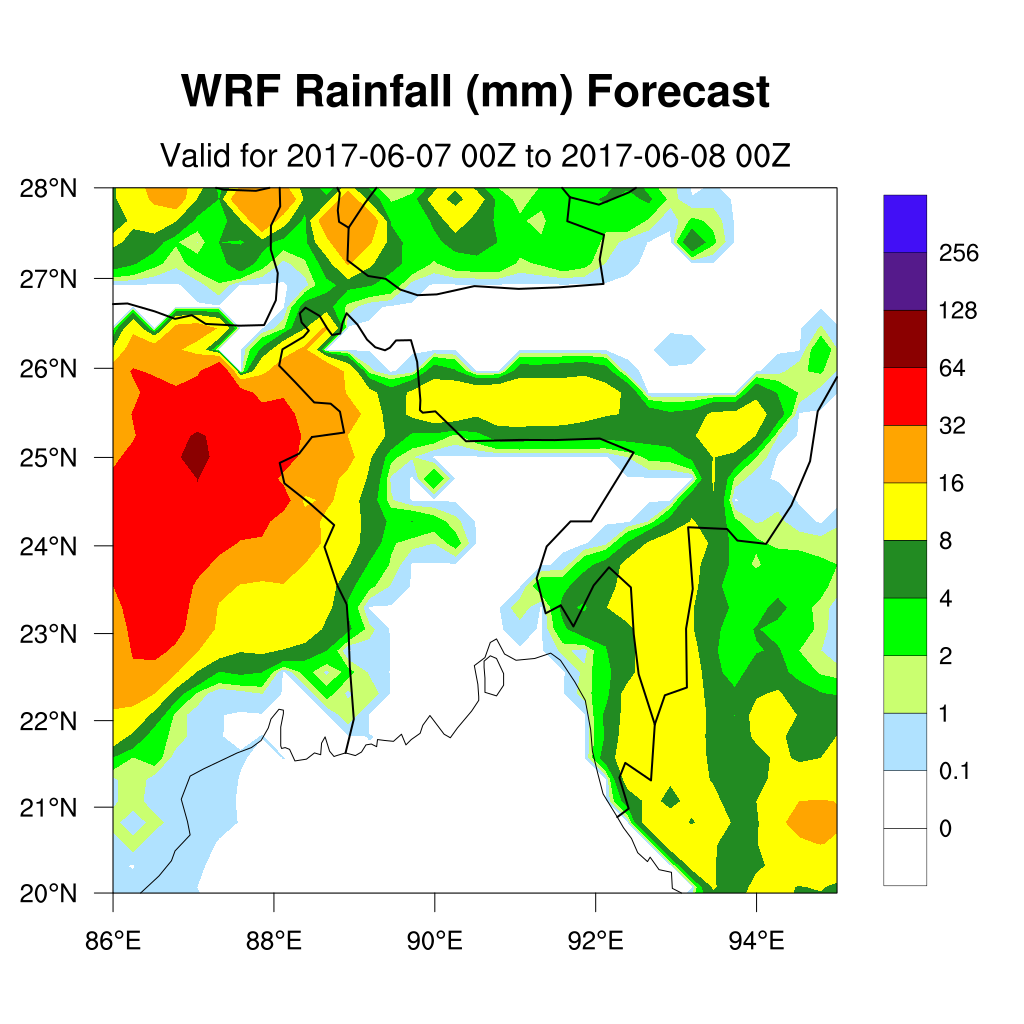 WRF Rainfall (mm) Forecast
Valid for 2017-06-07 00Z to 2017-06-08 00Z
28°N
27°N
26°N
25°N
24°N
23°N
22°N
21°N
20°N
86°E
88°E
90°E
92°E
94°E
256
128
64
32
16
8
4
2
1
0.1
0